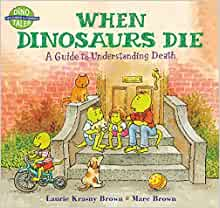 DINO
TALES
WHEN
DINOSAURS DIE
A Guide to Understanding Death
Laurie Krasny Brown • Marc Brown